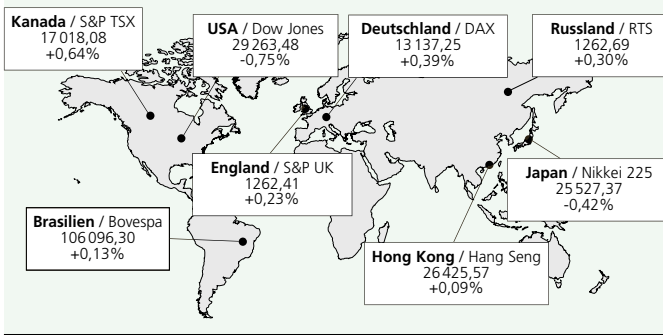 Kanada / S&P TSX
17 018,08
+0,64%
USA / Dow Jones
29 263,48
-0,75%
Deutschland / DAX
13 137,25
+0,39%
Russland / RTS
1262,69
+0,30%
England / S&P UK
1262,41
+0,23%
Japan / Nikkei 225
25 527,37
-0,42%
Brasilien / Bovespa
106 096,30
+0,13%
Hong Kong / Hang Seng
26 425,57
+0,09%